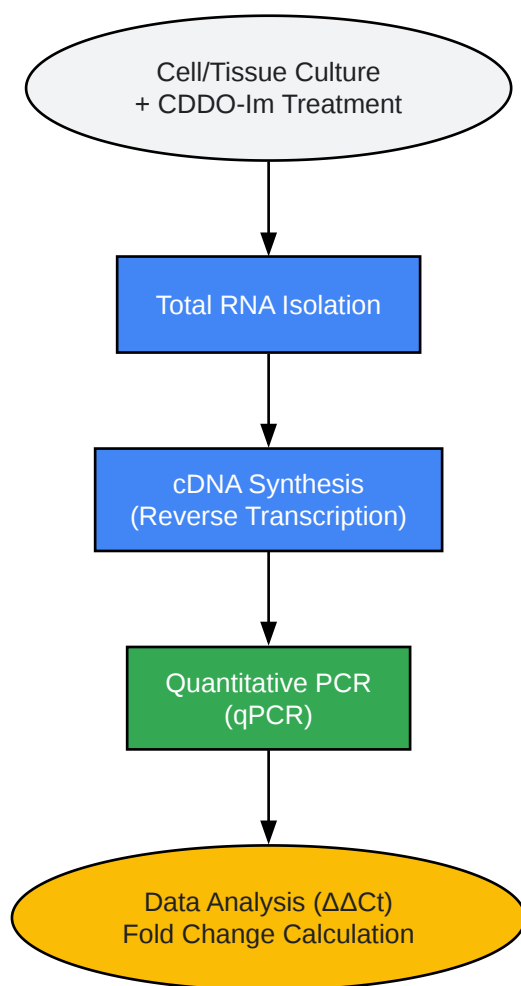 Cell/Tissue Culture
+ CDDO-Im Treatment
Total RNA Isolation
cDNA Synthesis
(Reverse Transcription)
Quantitative PCR
(qPCR)
Data Analysis (ΔΔCt)
Fold Change Calculation